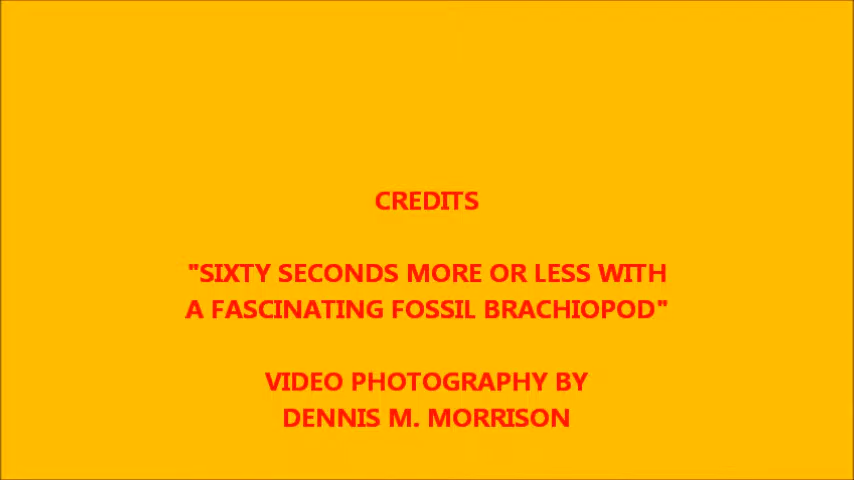 CREDITS
"SIXTY SECONDS MORE OR LESS WITH
A FASCINATING FOSSIL BRACHIOPOD"
VIDEO PHOTOGRAPHY BY
DENNIS M. MORRISON